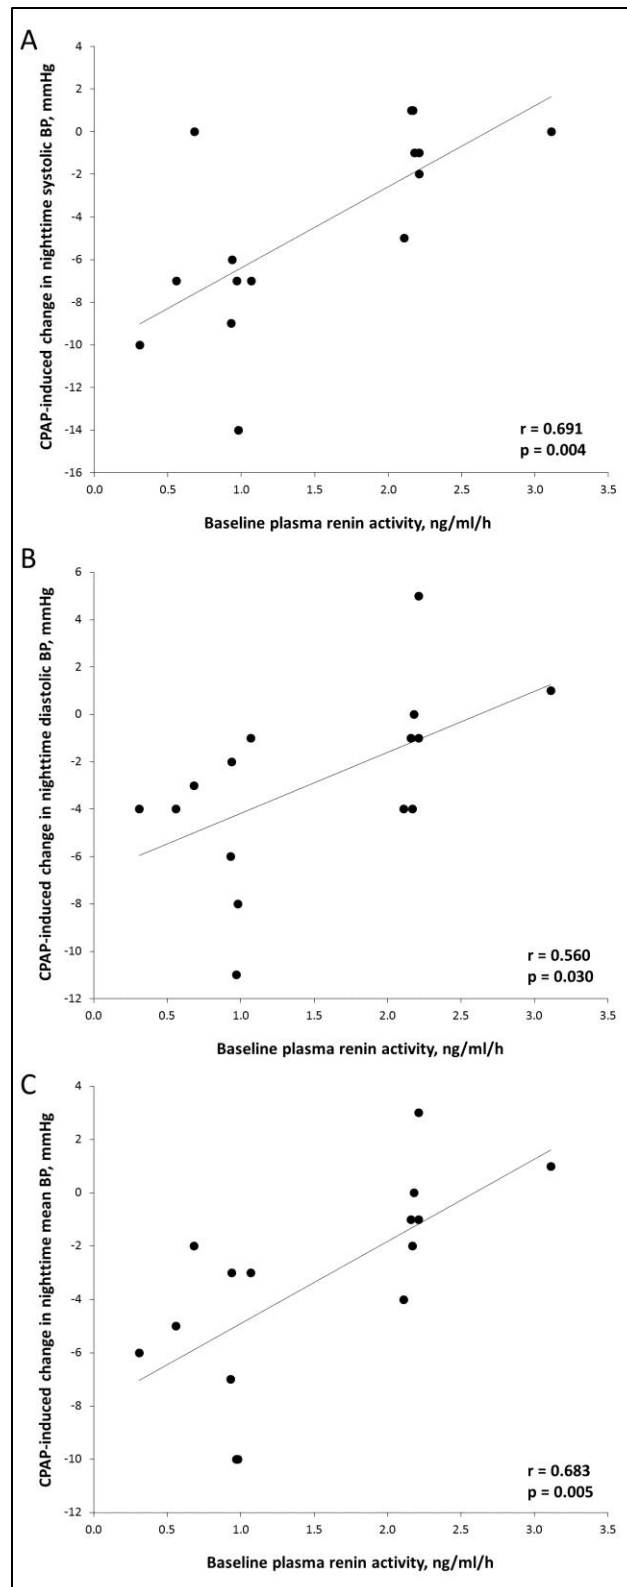 A
CPAP-induced change in nighttime systolic BP, mmHg
4
2
0
-2
-4
-6
-8
-10
-12
-14
-16
r = 0.691
p = 0.004
0.0 0.5 1.0 1.5 2.0 2.5 3.0 3.5
Baseline plasma renin activity, ng/ml/h
B
CPAP-induced change in nighttime diastolic BP, mmHg
6
4
2
0
-2
-4
-6
-8
-10
-12
r = 0.560
p = 0.030
0.0 0.5 1.0 1.5 2.0 2.5 3.0 3.5
Baseline plasma renin activity, ng/ml/h
C
CPAP-induced change in nighttime mean BP, mmHg
4
2
0
-2
-4
-6
-8
-10
-12
r = 0.683
p = 0.005
0.0 0.5 1.0 1.5 2.0 2.5 3.0 3.5
Baseline plasma renin activity, ng/ml/h